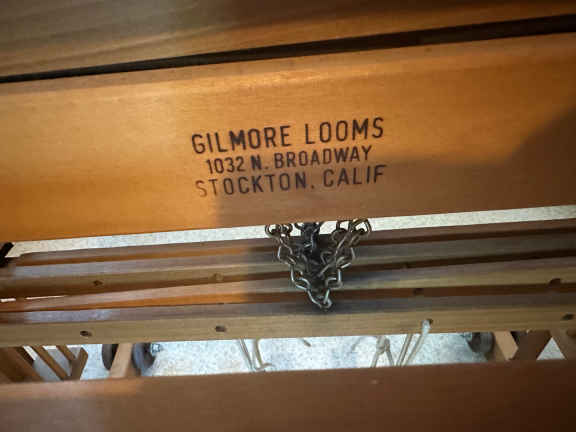 GILMORE LOOMS
1032 N. BROADWAY
STOCKTON, CALIF